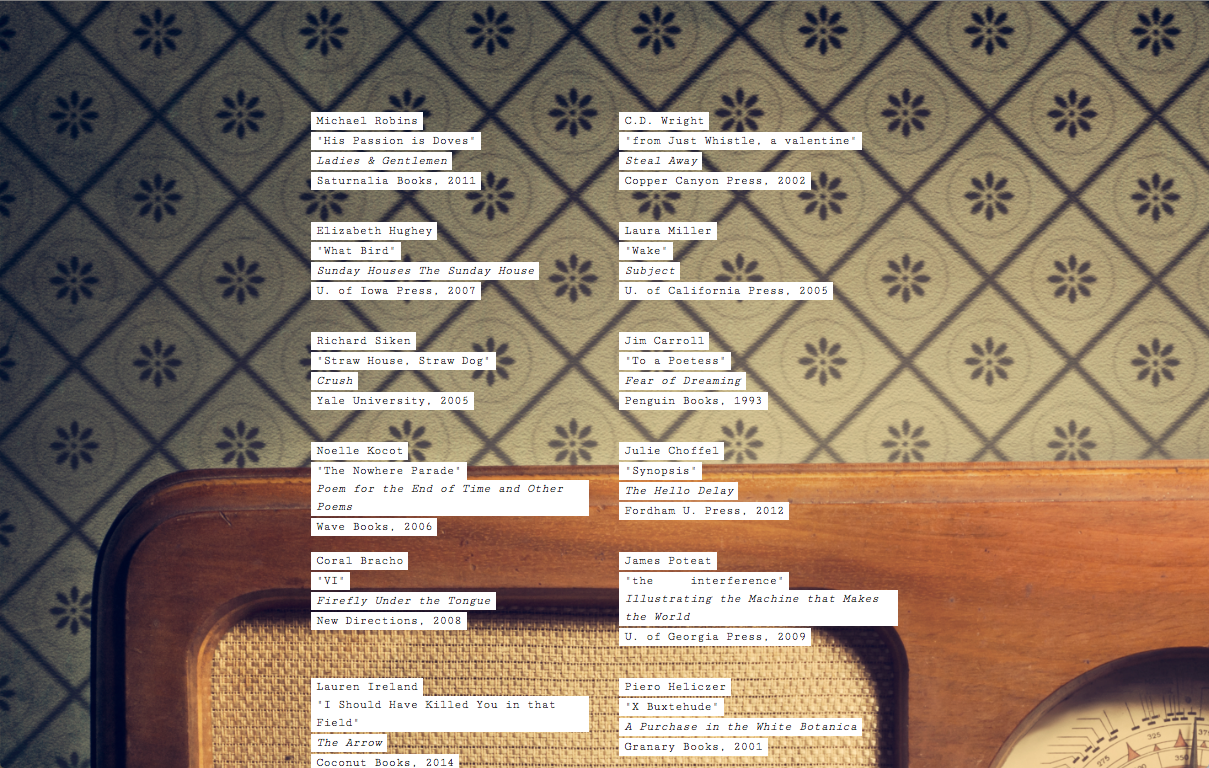 Michael Robins
"His Passion is Doves"
Ladies & Gentlemen
Saturnalia Books, 2011
C.D. Wright
"from Just Whistle, a valentine"
Steal Away
Copper Canyon Press, 2002
Elizabeth Hughey
"What Bird"
Sunday Houses The Sunday House
U. of Iowa Press, 2007
Laura Miller
"Wake"
Subject
U. of California Press, 2005
Richard Siken
"Straw House, Straw Dog"
Crush
Yale University, 2005
Jim Carroll
"To a Poetess"
Fear of Dreaming
Penguin Books, 1993
Noelle Kocot
"The Nowhere Parade"
Poem for the End of Time and Other
Poems
Wave Books, 2006
Julie Choffel
"Synopsis"
The Hello Delay
Fordham U. Press, 2012
Coral Bracho
"VI"
Firefly Under the Tongue
New Directions, 2008
James Poteat
"the     interference"
Illustrating the Machine that Makes
the World
U. of Georgia Press, 2009
Lauren Ireland
"I Should Have Killed You in that
Field"
The Arrow
Coconut Books, 2014
Piero Heliczer
"X Buxtehude"
A Purchase in the White Botanica
Granary Books, 2001